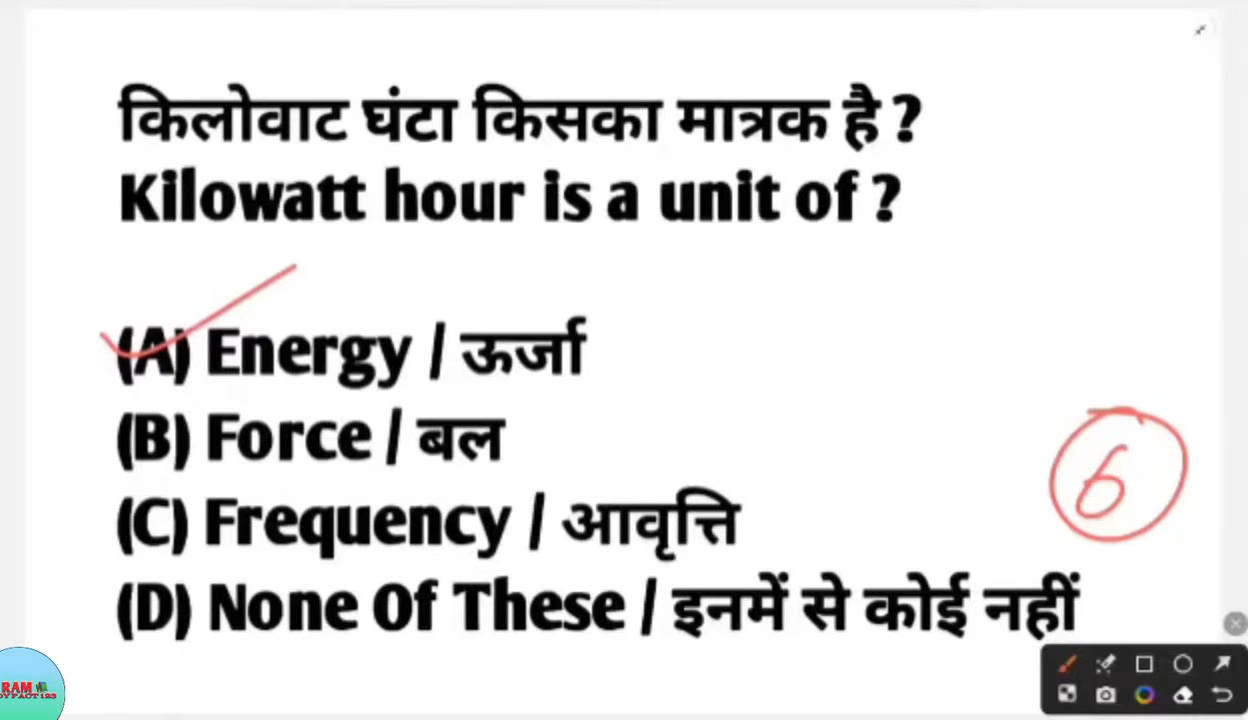 किलोवाट घंटा किसका मात्रक है ?
Kilowatt hour is a unit of ?
(A) Energy / ऊर्जा
(B) Force / बल
(C) Frequency / आवृत्ति
(D) None Of These / इनमें से कोई नहीं
6
RAM